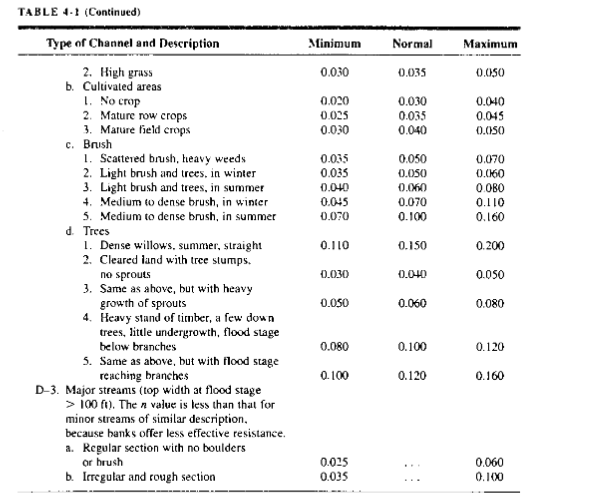 TABLE 4-1 (Continued)
Type of Channel and Description Minimum Normal Maximum
2. High grass 0.030 0.035 0.050
b. Cultivated areas
1. No crop 0.020 0.030 0.040
2. Mature row crops 0.025 0.035 0.045
3. Mature field crops 0.030 0.040 0.050
c. Brush
1. Scattered brush, heavy weeds 0.035 0.050 0.070
2. Light brush and trees, in winter 0.035 0.050 0.060
3. Light brush and trees, in summer 0.040 0.060 0.080
4. Medium to dense brush, in winter 0.045 0.070 0.110
5. Medium to dense brush, in summer 0.070 0.100 0.160
d. Trees
1. Dense willows, summer, straight 0.110 0.150 0.200
2. Cleared land with tree stumps,
no sprouts 0.030 0.040 0.050
3. Same as above, but with heavy
growth of sprouts 0.050 0.060 0.080
4. Heavy stand of timber, a few down
trees, little undergrowth, flood stage
below branches 0.080 0.100 0.120
5. Same as above, but with flood stage
reaching branches 0.100 0.120 0.160
D-3. Major streams (top width at flood stage
> 100 ft). The n value is less than that for
minor streams of similar description,
because banks offer less effective resistance.
a. Regular section with no boulders
or brush 0.025 ... 0.060
b. Irregular and rough section 0.035 ... 0.100